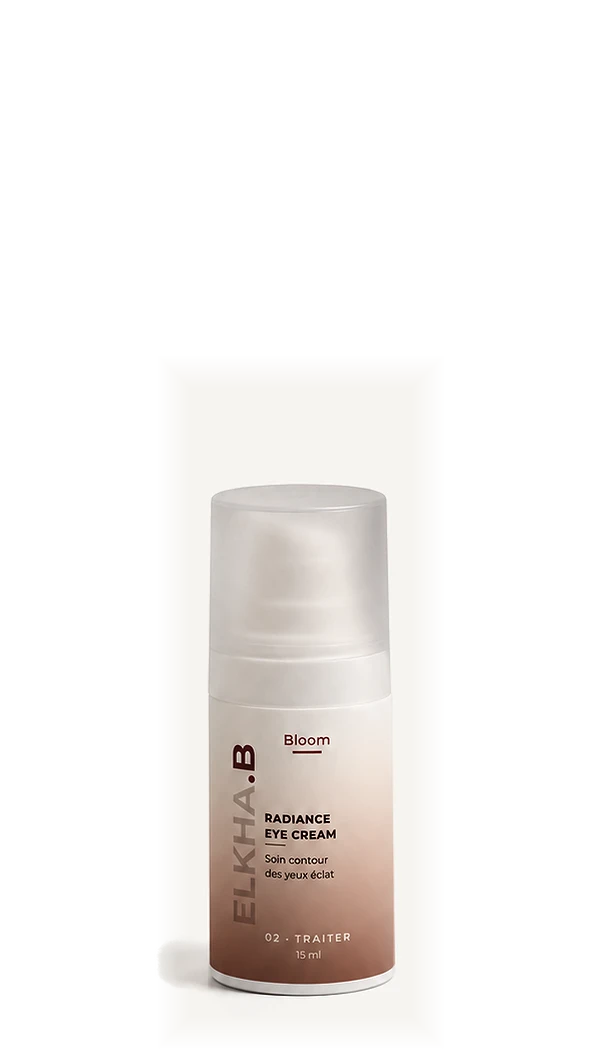 Bloom
ELKHA.B
RADIANCE
EYE CREAM
Soin contour
des yeux éclat
02 · TRAITER
15 ml